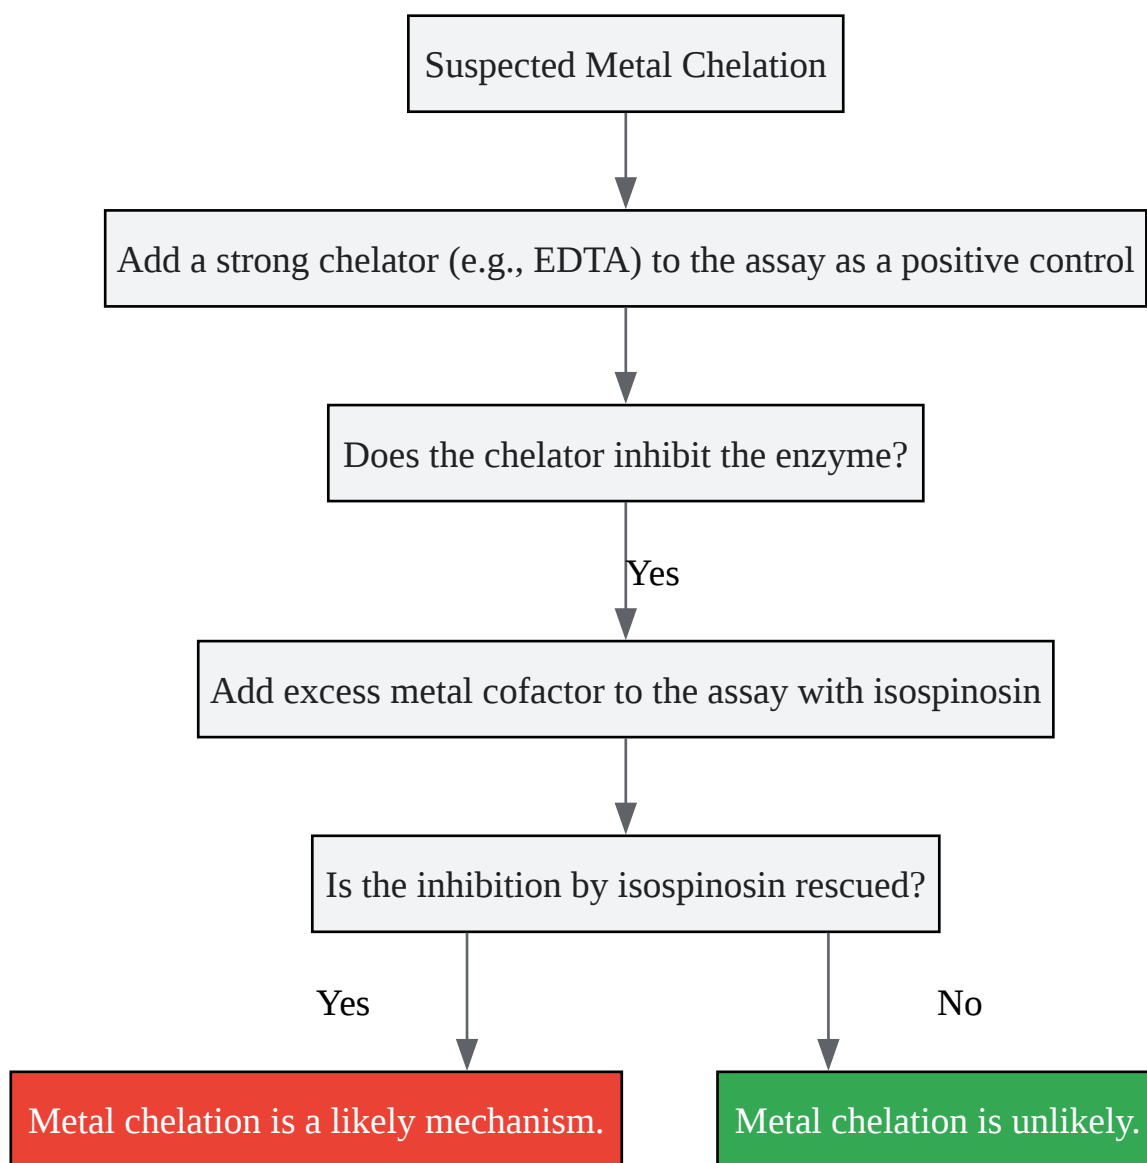 Suspected Metal Chelation
Add a strong chelator (e.g., EDTA) to the assay as a positive control
Does the chelator inhibit the enzyme?
Yes
Add excess metal cofactor to the assay with isospinosin
Is the inhibition by isospinosin rescued?
Yes
No
Metal chelation is a likely mechanism.
Metal chelation is unlikely.